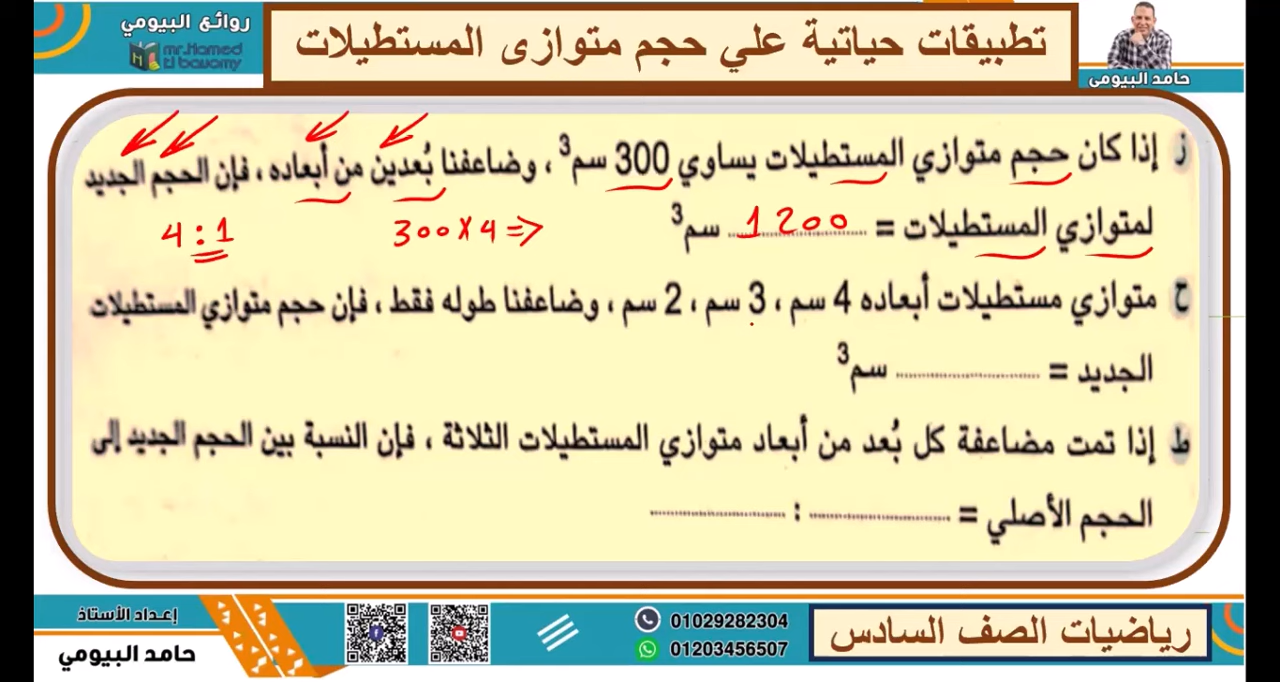 روائع البيومي
mr.Hamed
El bauomy
تطبيقات حياتية علي حجم متوازى المستطيلات
حامد البيومى
ز إذا كان حجم متوازي المستطيلات يساوي 300 سم3 ، وضاعفنا بُعدين من أبعاده ، فإن الحجم الجديد
لمتوازي المستطيلات = 1200 سم3
300 × 4 ⇒
4 : 1
ح متوازي مستطيلات أبعاده 4 سم ، 3 سم ، 2 سم ، وضاعفنا طوله فقط ، فإن حجم متوازي المستطيلات
الجديد = .................... سم3
ط إذا تمت مضاعفة كل بُعد من أبعاد متوازي المستطيلات الثلاثة ، فإن النسبة بين الحجم الجديد إلى
الحجم الأصلي = .................... : ....................
رياضيات الصف السادس
01029282304
01203456507
إعداد الأستاذ
حامد البيومي